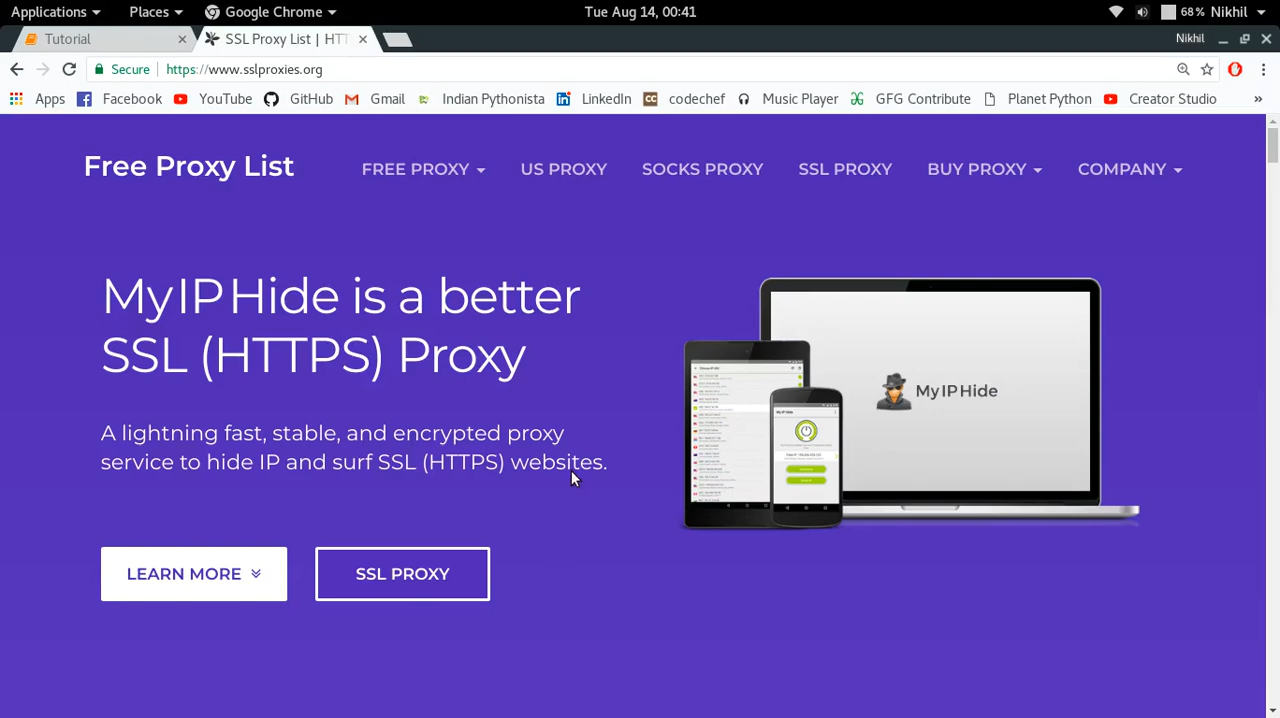 Applications Places Google Chrome Tue Aug 14, 00:41 68% Nikhil
Tutorial SSL Proxy List | HTT Nikhil
Secure https://www.sslproxies.org
Apps Facebook YouTube GitHub Gmail Indian Pythonista LinkedIn codechef Music Player GFG Contribute Planet Python Creator Studio »
Free Proxy List FREE PROXY US PROXY SOCKS PROXY SSL PROXY BUY PROXY COMPANY
My IP Hide is a better
SSL (HTTPS) Proxy
My IP Hide
A lightning fast, stable, and encrypted proxy
service to hide IP and surf SSL (HTTPS) websites.
LEARN MORE SSL PROXY